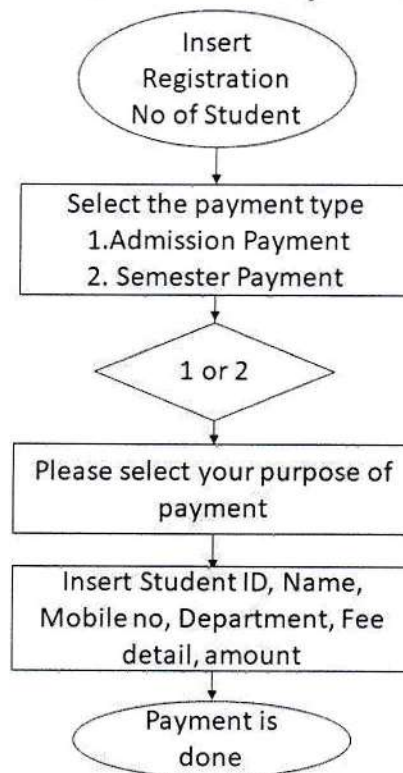 Insert
Registration
No of Student
Select the payment type
1.Admission Payment
2. Semester Payment
1 or 2
Please select your purpose of
payment
Insert Student ID, Name,
Mobile no, Department, Fee
detail, amount
Payment is
done